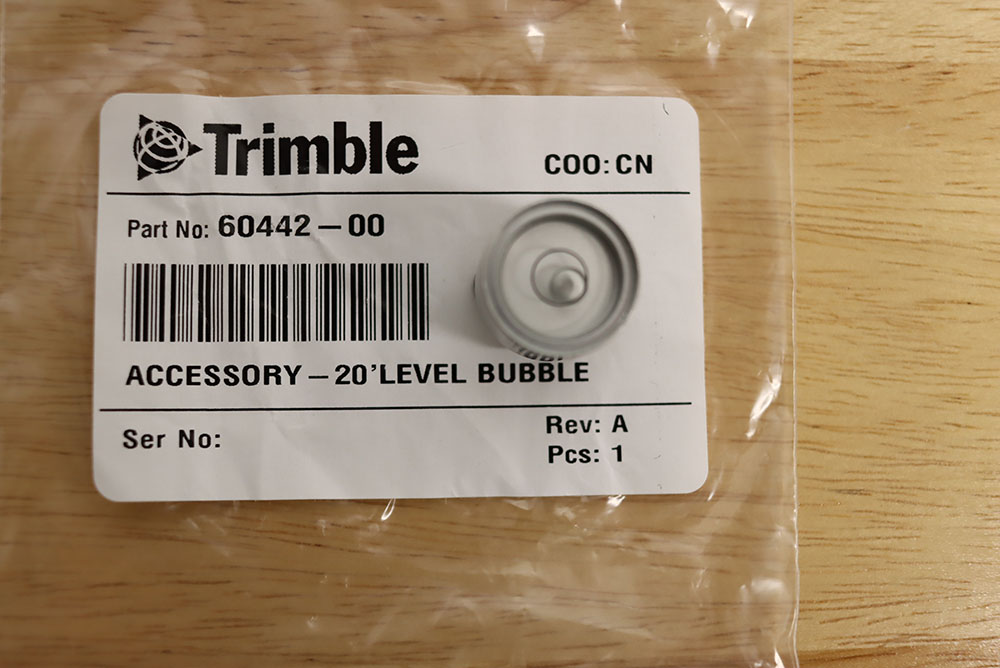 Trimble
COO: CN
Part No: 60442-00
ACCESSORY-20'LEVEL BUBBLE
Ser No:
Rev: A
Pcs: 1